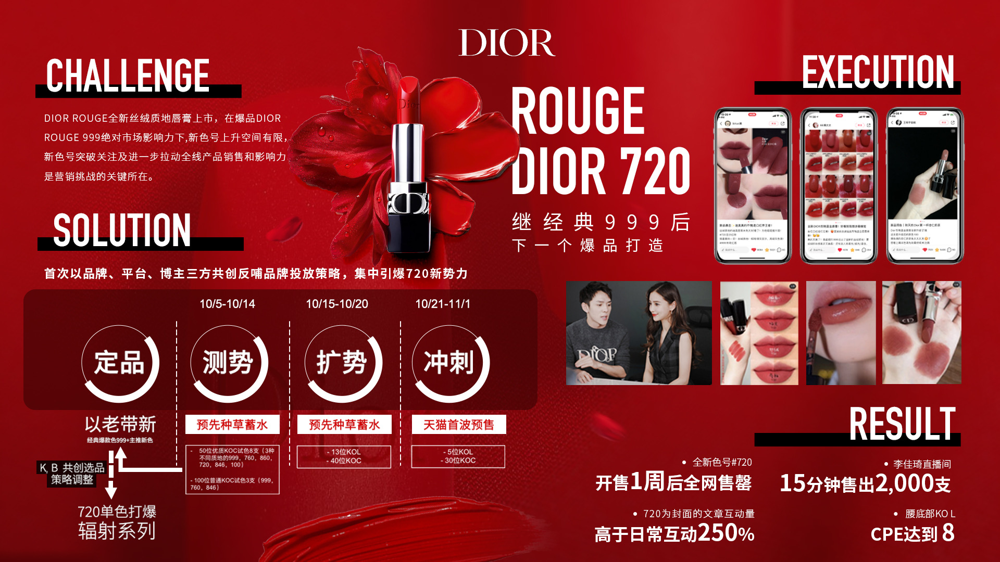 DIOR
CHALLENGE
DIOR ROUGE全新丝绒质地唇膏上市，在爆品DIOR
ROUGE 999绝对市场影响力下,新色号上升空间有限，
新色号突破关注及进一步拉动全线产品销售和影响力
是营销挑战的关键所在。
Dior
ROUGE
DIOR 720
继经典999后
下一个爆品打造
SOLUTION
首次以品牌、平台、博主三方共创反哺品牌投放策略，集中引爆720新势力
10/5-10/14
10/15-10/20
10/21-11/1
定品
测势
扩势
冲刺
以老带新
经典爆款色999+主推新色
K, B 共创选品
策略调整
720单色打爆
辐射系列
预先种草蓄水
- 50位优质KOC试色8支（3种
不同质地的999，760，860，
720，846，100）
- 100位普通KOC试色3支（999，
760，846）
预先种草蓄水
- 13位KOL
- 40位KOC
天猫首波预售
- 5位KOL
- 30位KOC
EXECUTION
DIOR
RESULT
• 全新色号#720
开售1周后全网售罄
• 李佳琦直播间
15分钟售出2,000支
• 720为封面的文章互动量
高于日常互动250%
• 腰底部KOL
CPE达到 8